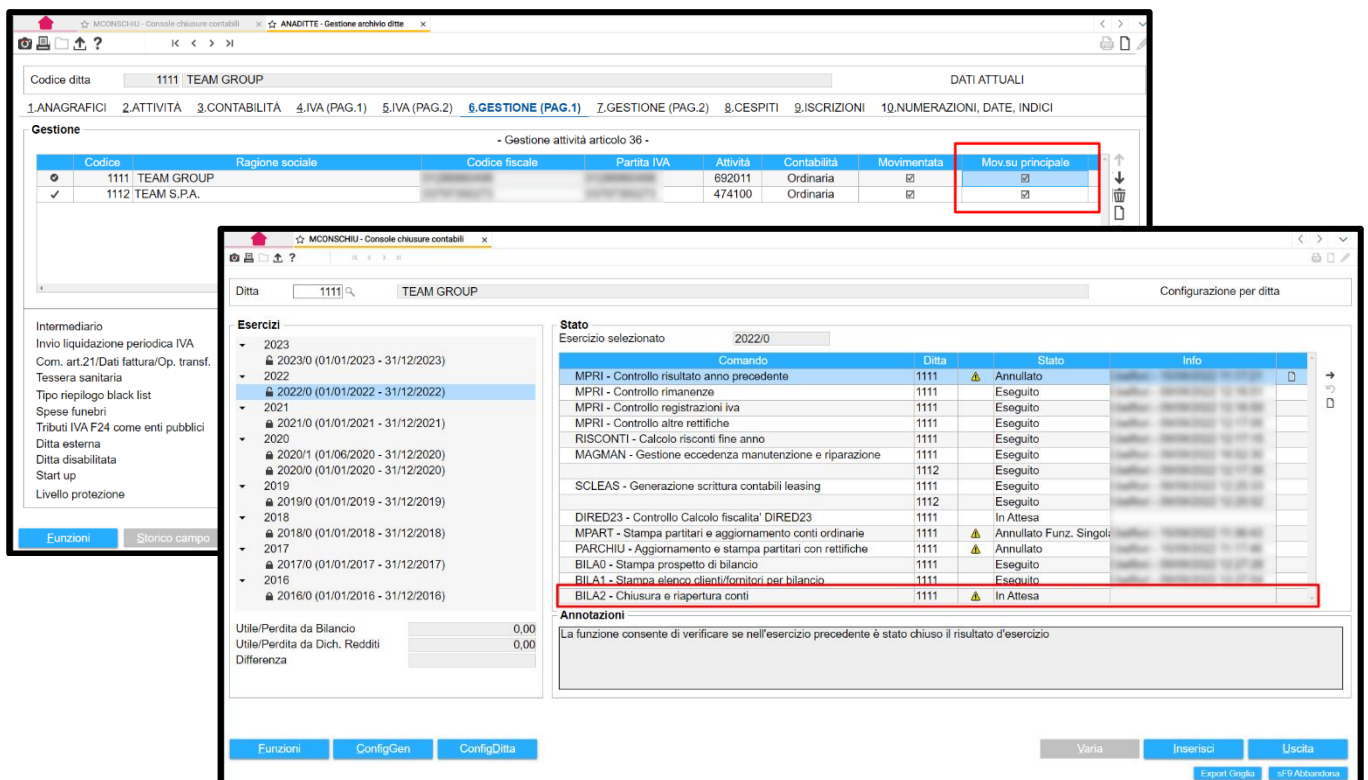 MCONSCHIU - Console chiusure contabili x ANADITTE - Gestione archivio ditte x
Codice ditta 1111 TEAM GROUP DATI ATTUALI
1.ANAGRAFICI 2.ATTIVITÀ 3.CONTABILITÀ 4.IVA (PAG.1) 5.IVA (PAG.2) 6.GESTIONE (PAG.1) 7.GESTIONE (PAG.2) 8.CESPITI 9.ISCRIZIONI 10.NUMERAZIONI, DATE, INDICI
Gestione
- Gestione attività articolo 36 -
Codice Ragione sociale Codice fiscale Partita IVA Attività Contabilità Movimentata Mov.su principale
1111 TEAM GROUP 692011 Ordinaria
1112 TEAM S.P.A. 474100 Ordinaria
Intermediario
Invio liquidazione periodica IVA
Com. art.21/Dati fattura/Op. transf.
Tessera sanitaria
Tipo riepilogo black list
Spese funebri
Tributi IVA F24 come enti pubblici
Ditta esterna
Ditta disabilitata
Start up
Livello protezione
Funzioni Storico campo
MCONSCHIU - Console chiusure contabili x
Ditta 1111 TEAM GROUP Configurazione per ditta
Esercizi
2023
2023/0 (01/01/2023 - 31/12/2023)
2022
2022/0 (01/01/2022 - 31/12/2022)
2021
2021/0 (01/01/2021 - 31/12/2021)
2020
2020/1 (01/06/2020 - 31/12/2020)
2020/0 (01/01/2020 - 31/12/2020)
2019
2019/0 (01/01/2019 - 31/12/2019)
2018
2018/0 (01/01/2018 - 31/12/2018)
2017
2017/0 (01/01/2017 - 31/12/2017)
2016
2016/0 (01/01/2016 - 31/12/2016)
Utile/Perdita da Bilancio 0,00
Utile/Perdita da Dich. Redditi 0,00
Differenza
Stato
Esercizio selezionato 2022/0
Comando Ditta Stato Info
MPRI - Controllo risultato anno precedente 1111 Annullato
MPRI - Controllo rimanenze 1111 Eseguito
MPRI - Controllo registrazioni iva 1111 Eseguito
MPRI - Controllo altre rettifiche 1111 Eseguito
RISCONTI - Calcolo risconti fine anno 1111 Eseguito
MAGMAN - Gestione eccedenza manutenzione e riparazione 1111 Eseguito
1112 Eseguito
SCLEAS - Generazione scrittura contabili leasing 1111 Eseguito
1112 Eseguito
DIRED23 - Controllo Calcolo fiscalita' DIRED23 1111 In Attesa
MPART - Stampa partitari e aggiornamento conti ordinarie 1111 Annullato Funz. Singola
PARCHIU - Aggiornamento e stampa partitari con rettifiche 1111 Annullato
BILA0 - Stampa prospetto di bilancio 1111 Eseguito
BILA1 - Stampa elenco clienti/fornitori per bilancio 1111 Eseguito
BILA2 - Chiusura e riapertura conti 1111 In Attesa
Annotazioni
La funzione consente di verificare se nell'esercizio precedente è stato chiuso il risultato d'esercizio
Funzioni ConfigGen ConfigDitta Varia Inserisci Uscita
Export Griglia sF9 Abbandona